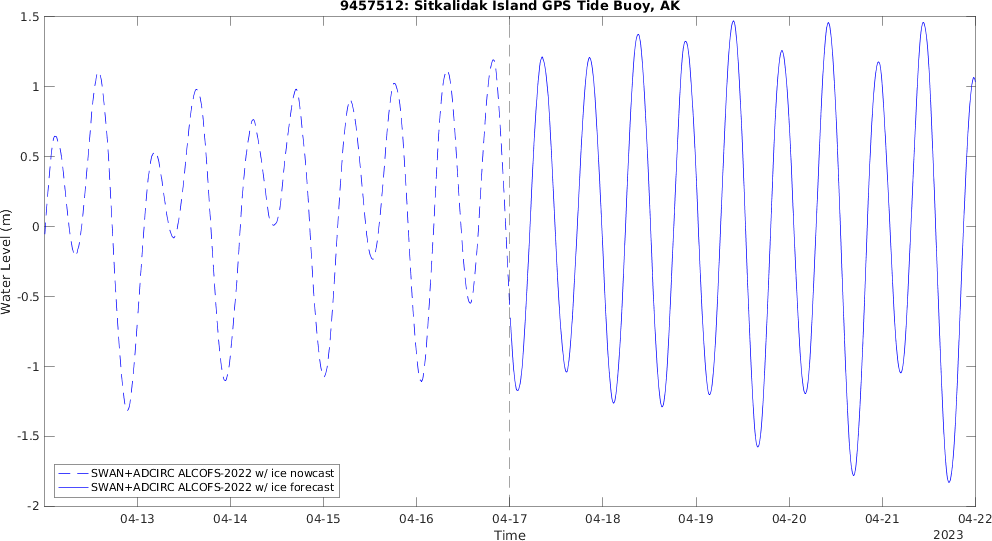 9457512: Sitkalidak Island GPS Tide Buoy, AK
Water Level (m)
1.5
1
0.5
0
-0.5
-1
-1.5
-2
SWAN+ADCIRC ALCOFS-2022 w/ ice nowcast
SWAN+ADCIRC ALCOFS-2022 w/ ice forecast
04-13 04-14 04-15 04-16 04-17 04-18 04-19 04-20 04-21 04-22
Time
2023